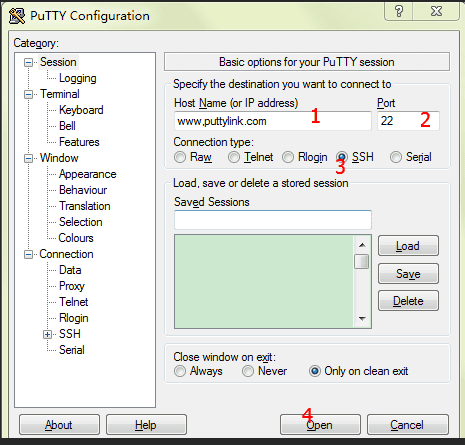 PuTTY Configuration
Category:
Session
Logging
Terminal
Keyboard
Bell
Features
Window
Appearance
Behaviour
Translation
Selection
Colours
Connection
Data
Proxy
Telnet
Rlogin
SSH
Serial
Basic options for your PuTTY session
Specify the destination you want to connect to
Host Name (or IP address) Port
www.puttylink.com 1 22 2
Connection type:
Raw Telnet Rlogin SSH Serial
3
Load, save or delete a stored session
Saved Sessions
Load
Save
Delete
Close window on exit:
Always Never Only on clean exit
4
About Help Open Cancel